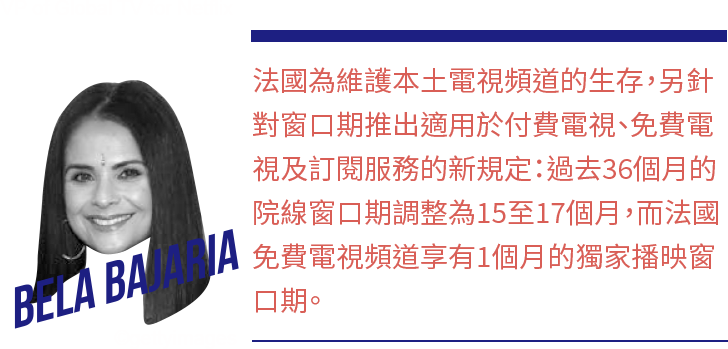 法國為維護本土電視頻道的生存，另針
對窗口期推出適用於付費電視、免費電
視及訂閱服務的新規定：過去36個月的
院線窗口期調整為15至17個月，而法國
免費電視頻道享有1個月的獨家播映窗
口期。
BELA BAJARIA